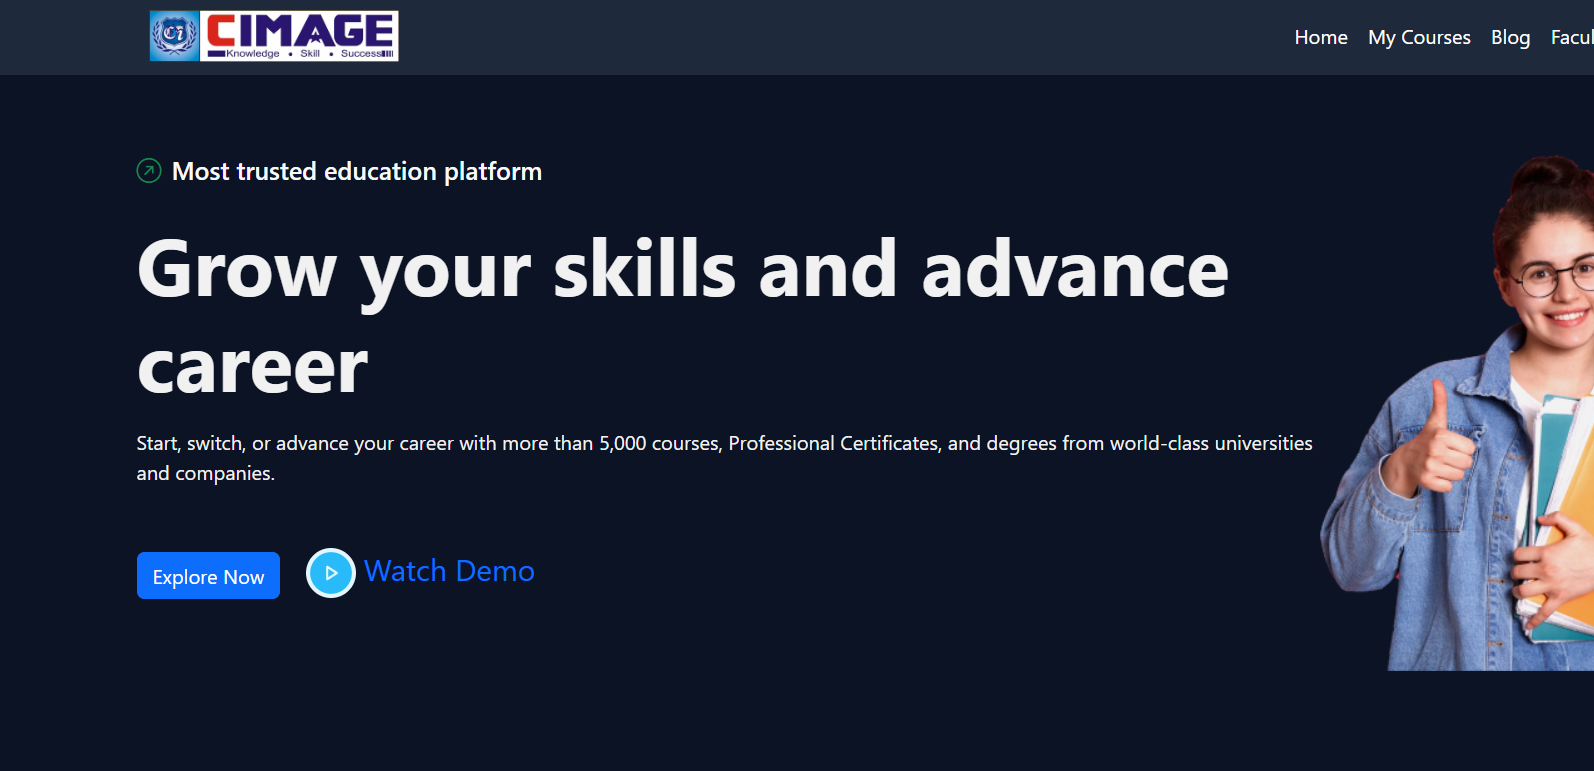 CIMAGE
Knowledge • Skill • Success
Home My Courses Blog
Most trusted education platform
Grow your skills and advance
career
Start, switch, or advance your career with more than 5,000 courses, Professional Certificates, and degrees from world-class universities
and companies.
Explore Now Watch Demo